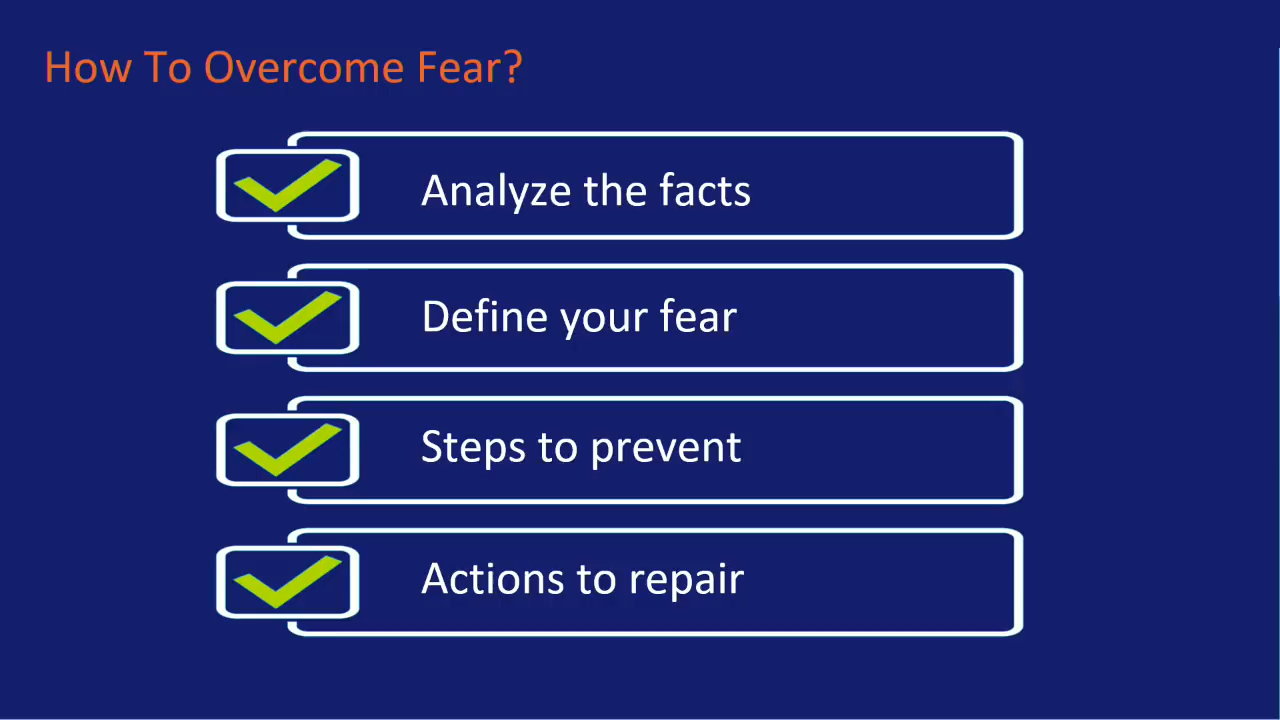 How To Overcome Fear?
Analyze the facts
Define your fear
Steps to prevent
Actions to repair